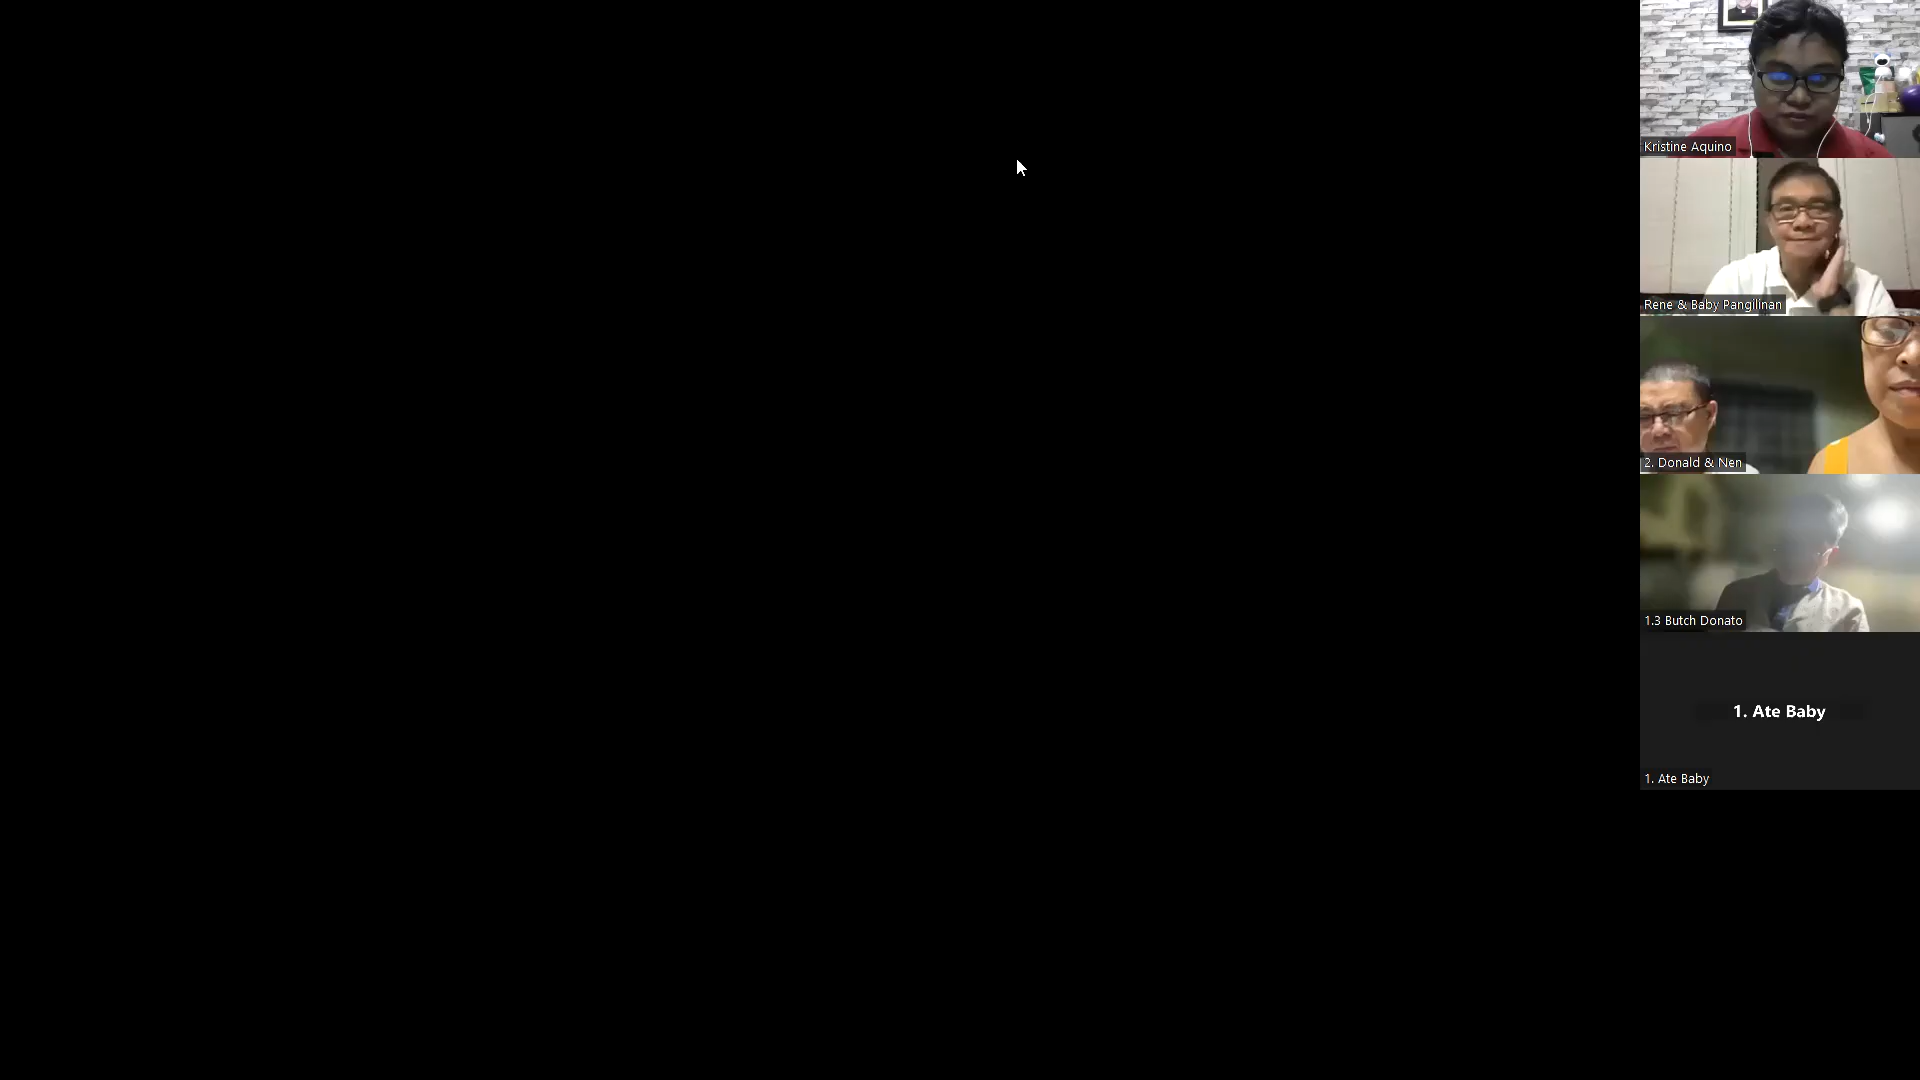 Kristine Aquino
Rene & Baby Pangilinan
2. Donald & Nen
1.3 Butch Donato
1. Ate Baby
1. Ate Baby